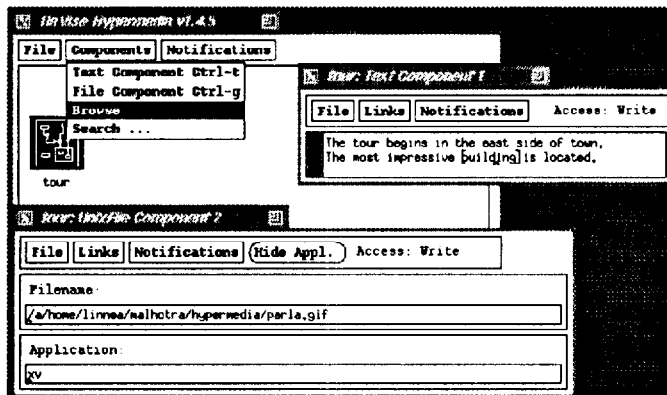 DeVise Hypermedia v1.4.5
File Components Notifications
Text Component Ctrl-t
File Component Ctrl-g
Browse
Search ...
tour
tour: Text Component 1
File Links Notifications Access: Write
The tour begins in the east side of town.
The most impressive [building] is located.
tour: UnixFile Component 2
File Links Notifications Hide Appl. Access: Write
Filename:
/a/home/linnea/malhotra/hypermedia/parla.gif
Application:
xv